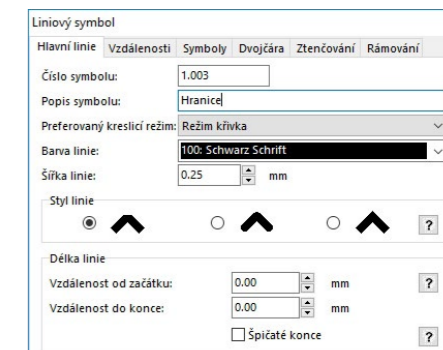 Liniový symbol
Hlavní linie Vzdálenosti Symboly Dvojčára Ztenčování Rámování
Číslo symbolu: 1.003
Popis symbolu: Hranice
Preferovaný kreslicí režim: Režim křivka
Barva linie: 100: Schwarz Schrift
Šířka linie: 0.25 mm
Styl linie
?
Délka linie
Vzdálenost od začátku: 0.00 mm ?
Vzdálenost do konce: 0.00 mm
Špičaté konce ?